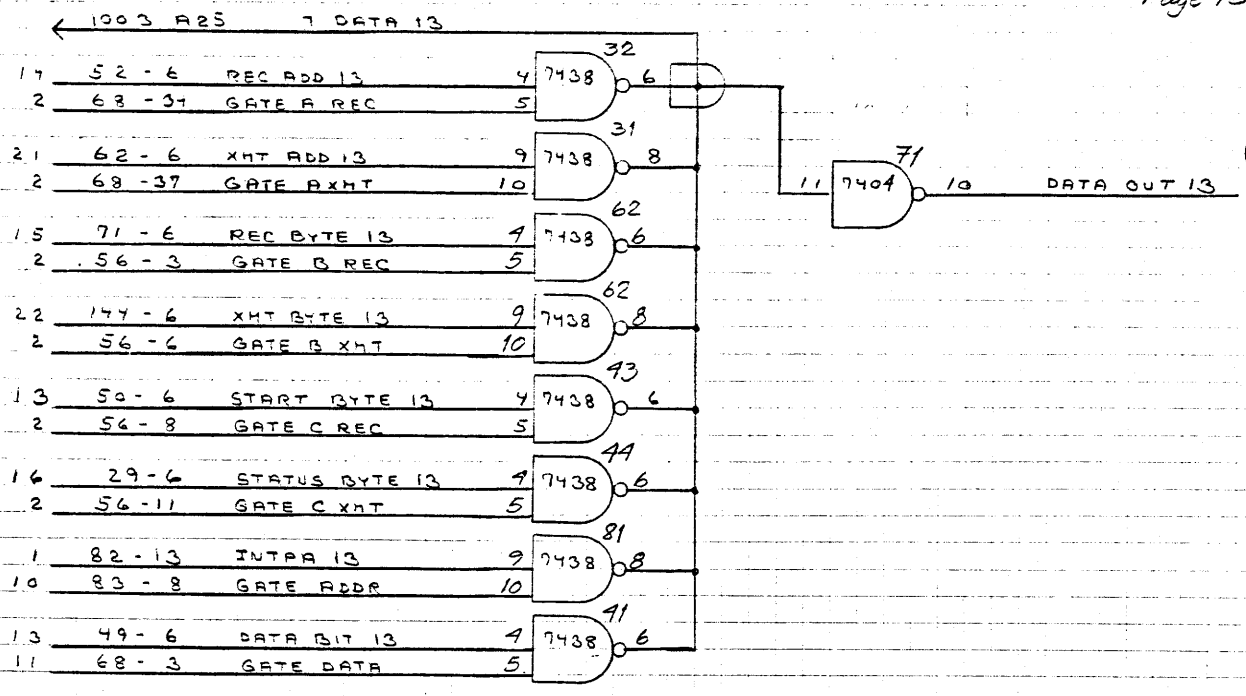 Page 13
1003 A25 7 DATA 13
32
17 52 - 6 REC ADD 13 4 7438 6
2 68 - 37 GATE A REC 5
31
21 62 - 6 XMT ADD 13 9 7438 8
2 68 - 37 GATE A XMT 10
71
11 7404 10 DATA OUT 13
62
15 71 - 6 REC BYTE 13 4 7438 6
2 56 - 3 GATE B REC 5
62
22 144 - 6 XMT BYTE 13 9 7438 8
2 56 - 6 GATE B XMT 10
43
13 50 - 6 START BYTE 13 4 7438 6
2 56 - 8 GATE C REC 5
44
16 29 - 6 STATUS BYTE 13 4 7438 6
2 56 - 11 GATE C XMT 5
81
1 82 - 13 INTPA 13 9 7438 8
10 83 - 8 GATE ADDR 10
41
13 49 - 6 DATA BIT 13 4 7438 6
11 68 - 3 GATE DATA 5